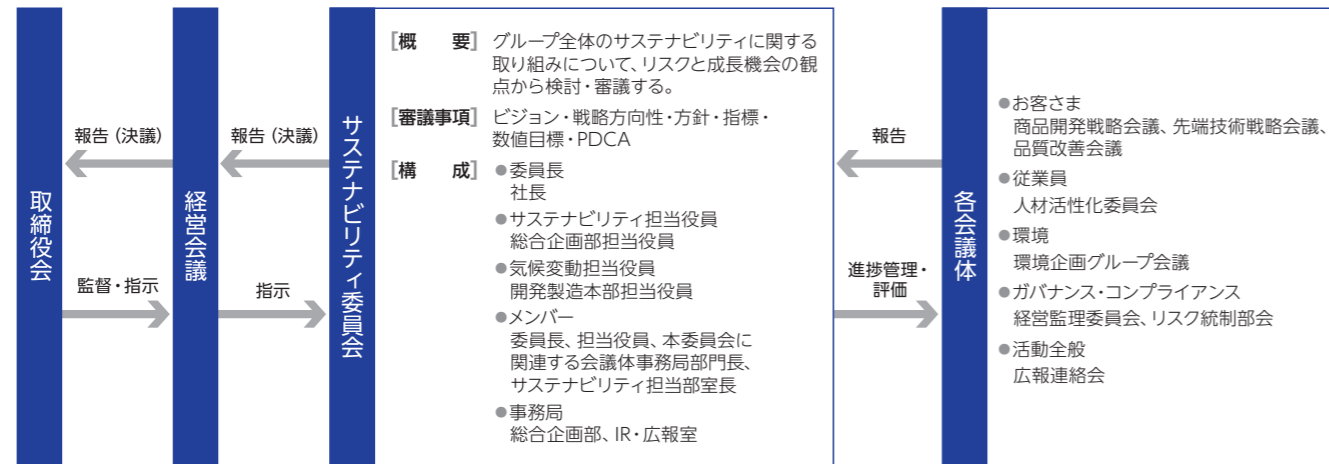 取締役会
報告（決議）
監督・指示
経営会議
報告（決議）
指示
サステナビリティ委員会
［概　要］ グループ全体のサステナビリティに関する
取り組みについて、リスクと成長機会の観
点から検討・審議する。
［審議事項］ ビジョン・戦略方向性・方針・指標・
数値目標・PDCA
［構　成］ ●委員長
社長
●サステナビリティ担当役員
総合企画部担当役員
●気候変動担当役員
開発製造本部担当役員
●メンバー
委員長、担当役員、本委員会に
関連する会議体事務局部門長、
サステナビリティ担当部室長
●事務局
総合企画部、IR・広報室
報告
進捗管理・
評価
各会議体
●お客さま
商品開発戦略会議、先端技術戦略会議、
品質改善会議
●従業員
人材活性化委員会
●環境
環境企画グループ会議
●ガバナンス・コンプライアンス
経営監理委員会、リスク統制部会
●活動全般
広報連絡会